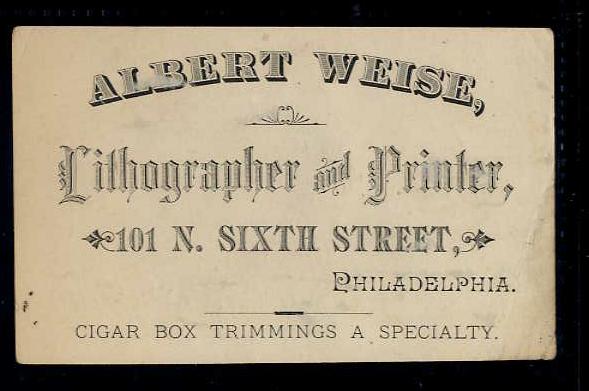 ALBERT WEISE,
Lithographer and Printer,
101 N. SIXTH STREET,
PHILADELPHIA.
CIGAR BOX TRIMMINGS A SPECIALTY.